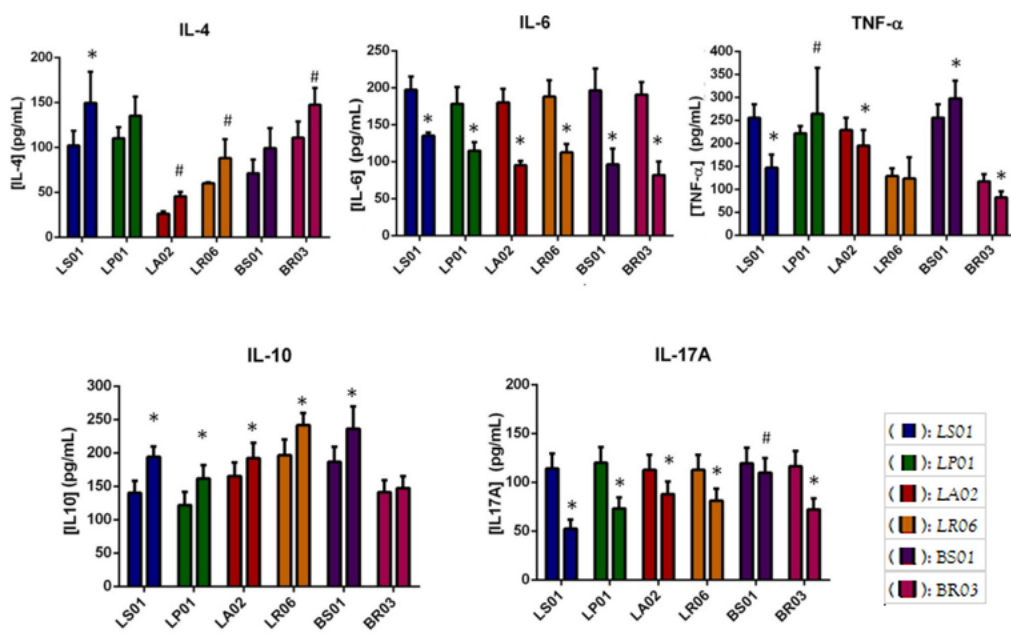 IL-4
[IL-4] (pg/mL)
200
150
100
50
0
*
#
#
#
LS01
LP01
LA02
LR06
BS01
BR03
IL-6
[IL-6] (pg/mL)
250
200
150
100
50
0
*
*
*
*
*
*
LS01
LP01
LA02
LR06
BS01
BR03
TNF-α
[TNF-α] (pg/mL)
400
350
300
250
200
150
100
50
0
*
#
*
*
*
LS01
LP01
LA02
LR06
BS01
BR03
IL-10
[IL10] (pg/mL)
300
250
200
150
100
50
0
*
*
*
*
*
LS01
LP01
LA02
LR06
BS01
BR03
IL-17A
[IL17A] (pg/mL)
200
150
100
50
0
*
*
*
*
#
*
LS01
LP01
LA02
LR06
BS01
BR03
( ): LS01
( ): LP01
( ): LA02
( ): LR06
( ): BS01
( ): BR03